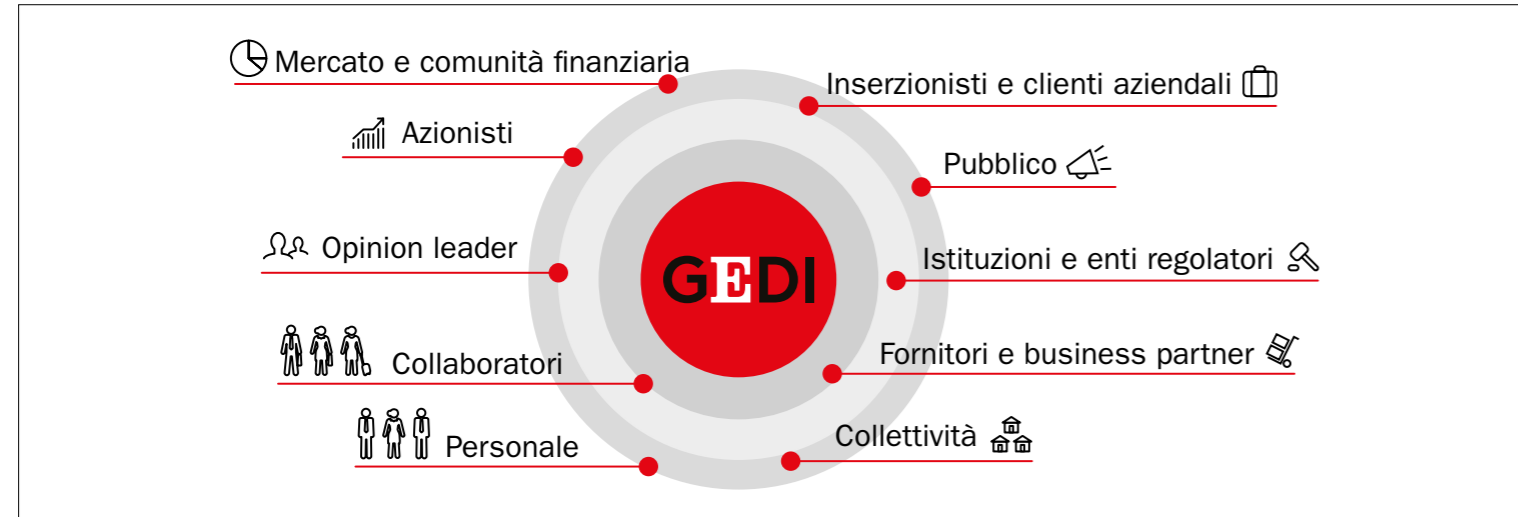 Mercato e comunità finanziaria
Inserzionisti e clienti aziendali
Azionisti
Pubblico
Opinion leader
Istituzioni e enti regolatori
GEDI
Collaboratori
Fornitori e business partner
Personale
Collettività